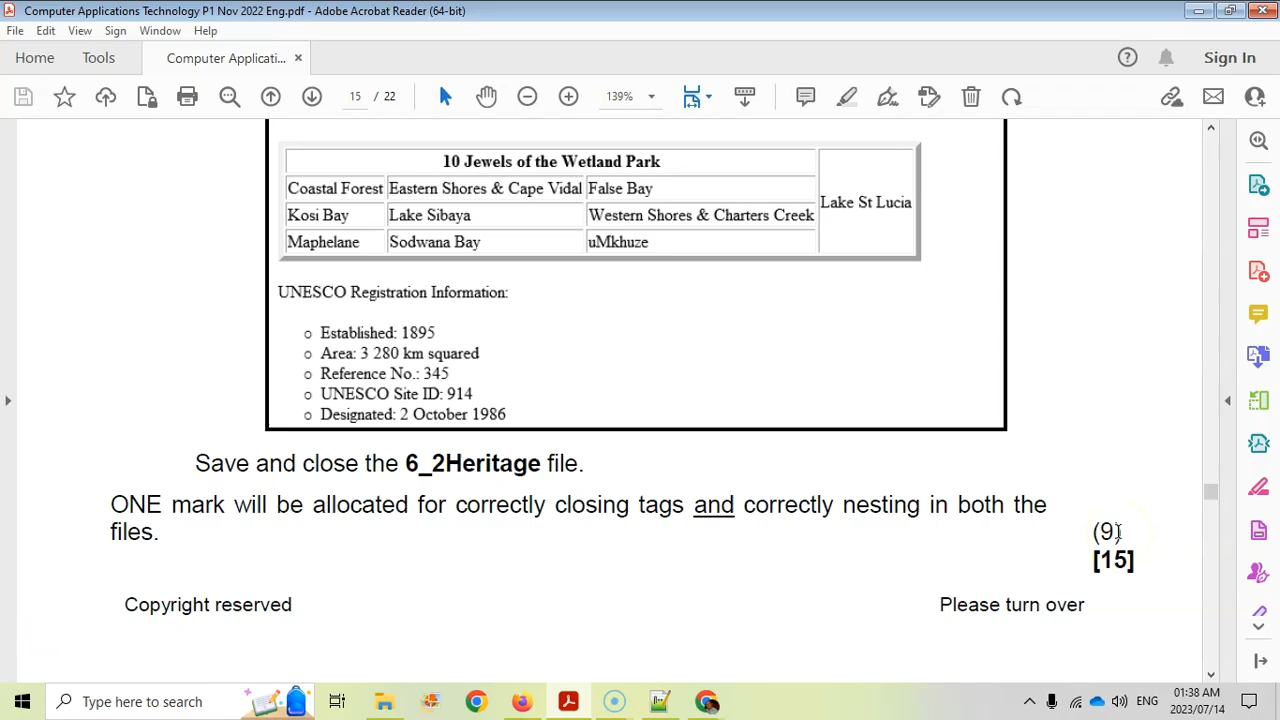 Computer Applications Technology P1 Nov 2022 Eng.pdf - Adobe Acrobat Reader (64-bit)
File Edit View Sign Window Help
Home Tools Computer Applicati... × Sign In
15 / 22 139%
10 Jewels of the Wetland Park
Coastal Forest Eastern Shores & Cape Vidal False Bay
Lake St Lucia
Kosi Bay Lake Sibaya Western Shores & Charters Creek
Maphelane Sodwana Bay uMkhuze
UNESCO Registration Information:
o Established: 1895
o Area: 3 280 km squared
o Reference No.: 345
o UNESCO Site ID: 914
o Designated: 2 October 1986
Save and close the 6_2Heritage file.
ONE mark will be allocated for correctly closing tags and correctly nesting in both the
files.
(9)
[15]
Copyright reserved Please turn over
Type here to search
ENG
01:38 AM
2023/07/14